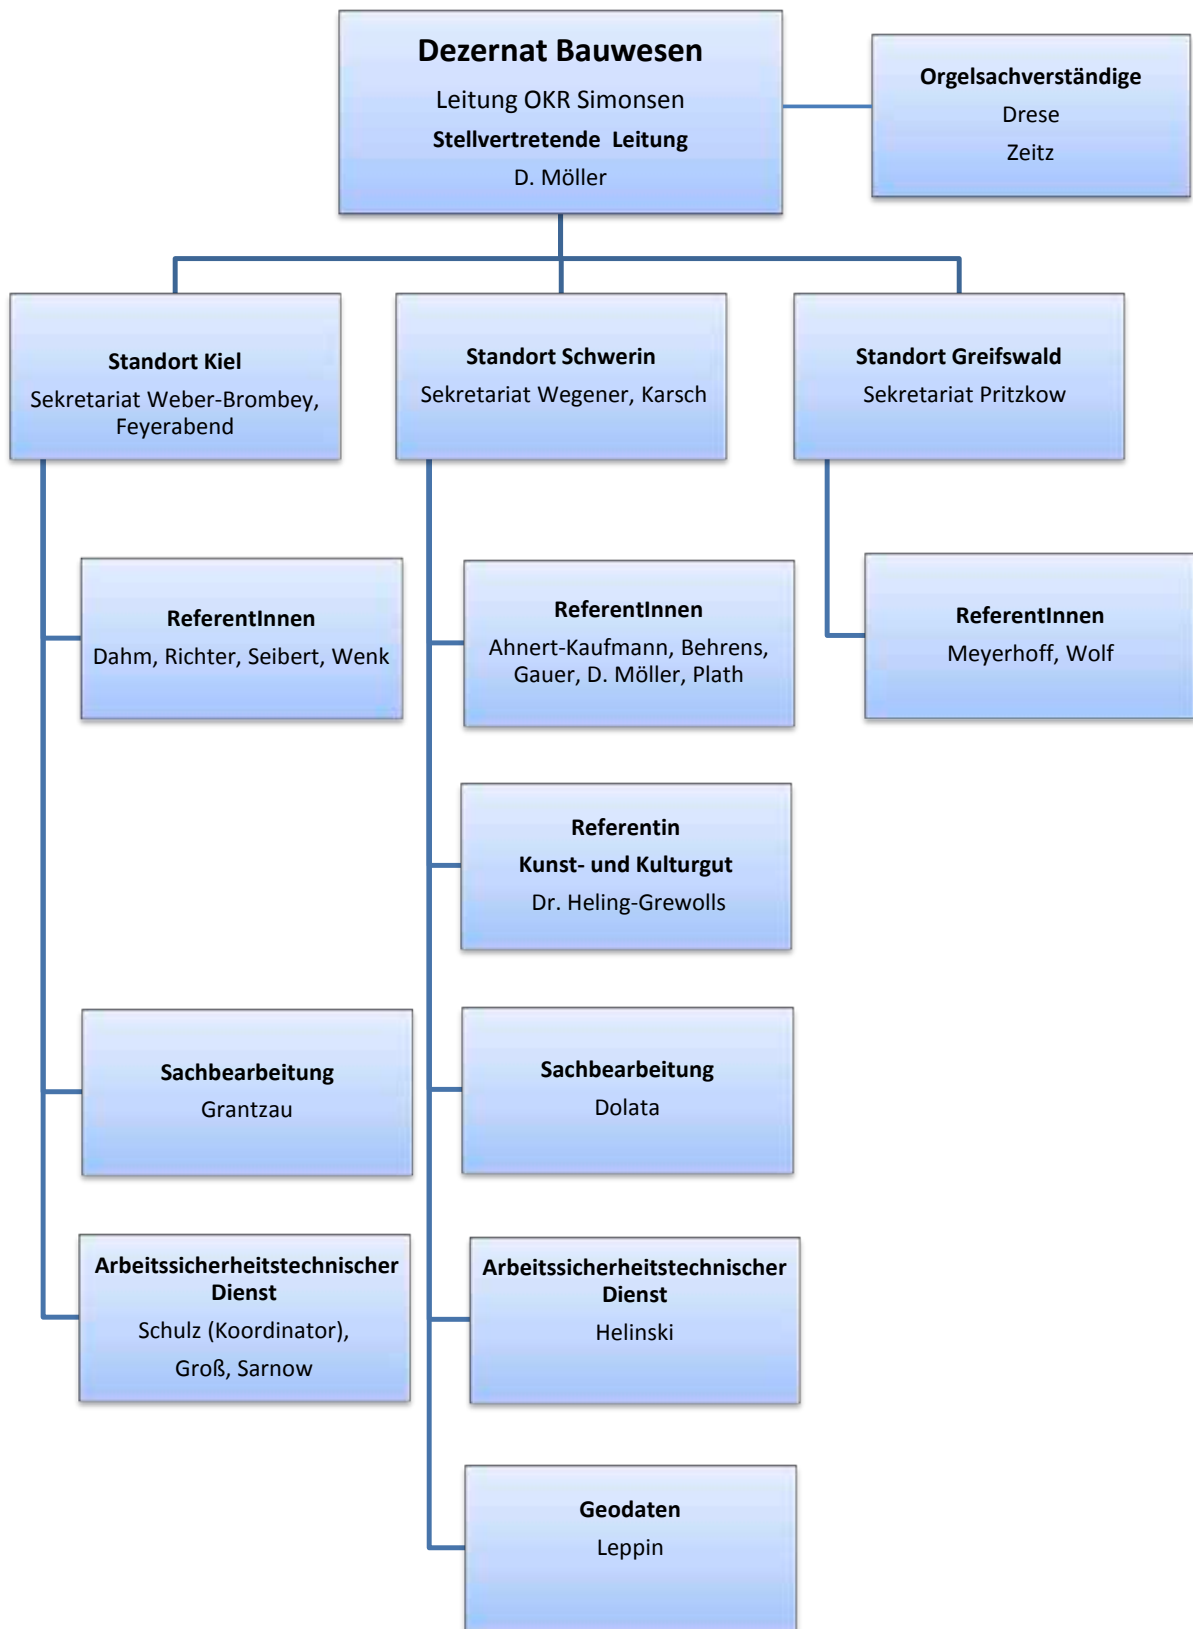 Dezernat Bauwesen
Leitung OKR Simonsen
Stellvertretende Leitung
D. Möller
Orgelsachverständige
Drese
Zeitz
Standort Kiel
Sekretariat Weber-Brombey,
Feyerabend
Standort Schwerin
Sekretariat Wegener, Karsch
Standort Greifswald
Sekretariat Pritzkow
ReferentInnen
Dahm, Richter, Seibert, Wenk
ReferentInnen
Ahnert-Kaufmann, Behrens,
Gauer, D. Möller, Plath
ReferentInnen
Meyerhoff, Wolf
Referentin
Kunst- und Kulturgut
Dr. Heling-Grewolls
Sachbearbeitung
Grantzau
Sachbearbeitung
Dolata
Arbeitssicherheitstechnischer
Dienst
Schulz (Koordinator),
Groß, Sarnow
Arbeitssicherheitstechnischer
Dienst
Helinski
Geodaten
Leppin